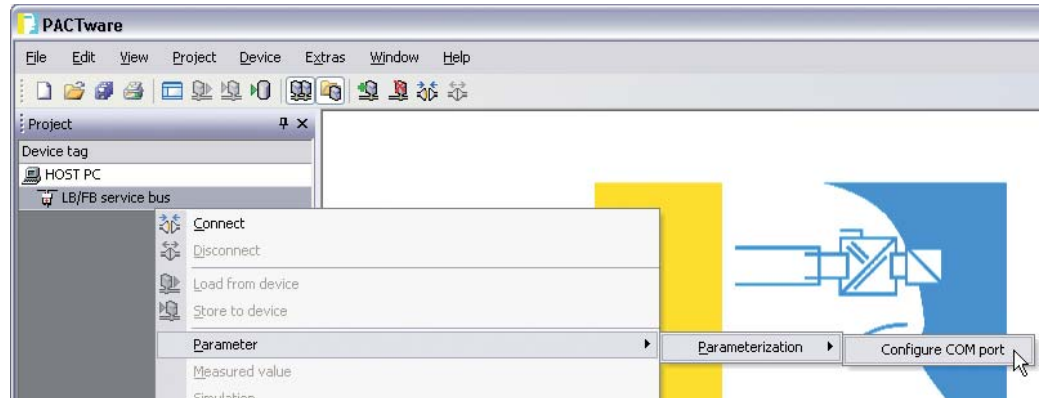 PACTware
File Edit View Project Device Extras Window Help
Project
Device tag
HOST PC
LB/FB service bus
Connect
Disconnect
Load from device
Store to device
Parameter
Parameterization
Configure COM port
Measured value
Simulation